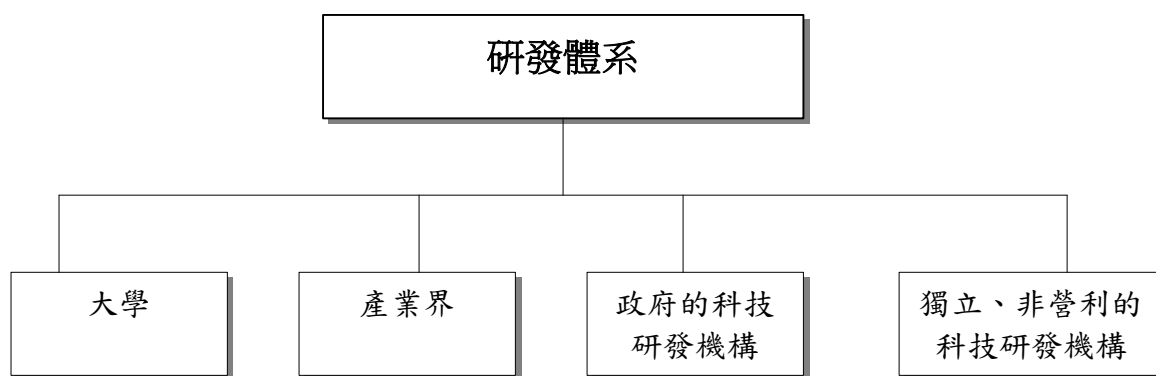 研發體系
大學
產業界
政府的科技
研發機構
獨立、非營利的
科技研發機構